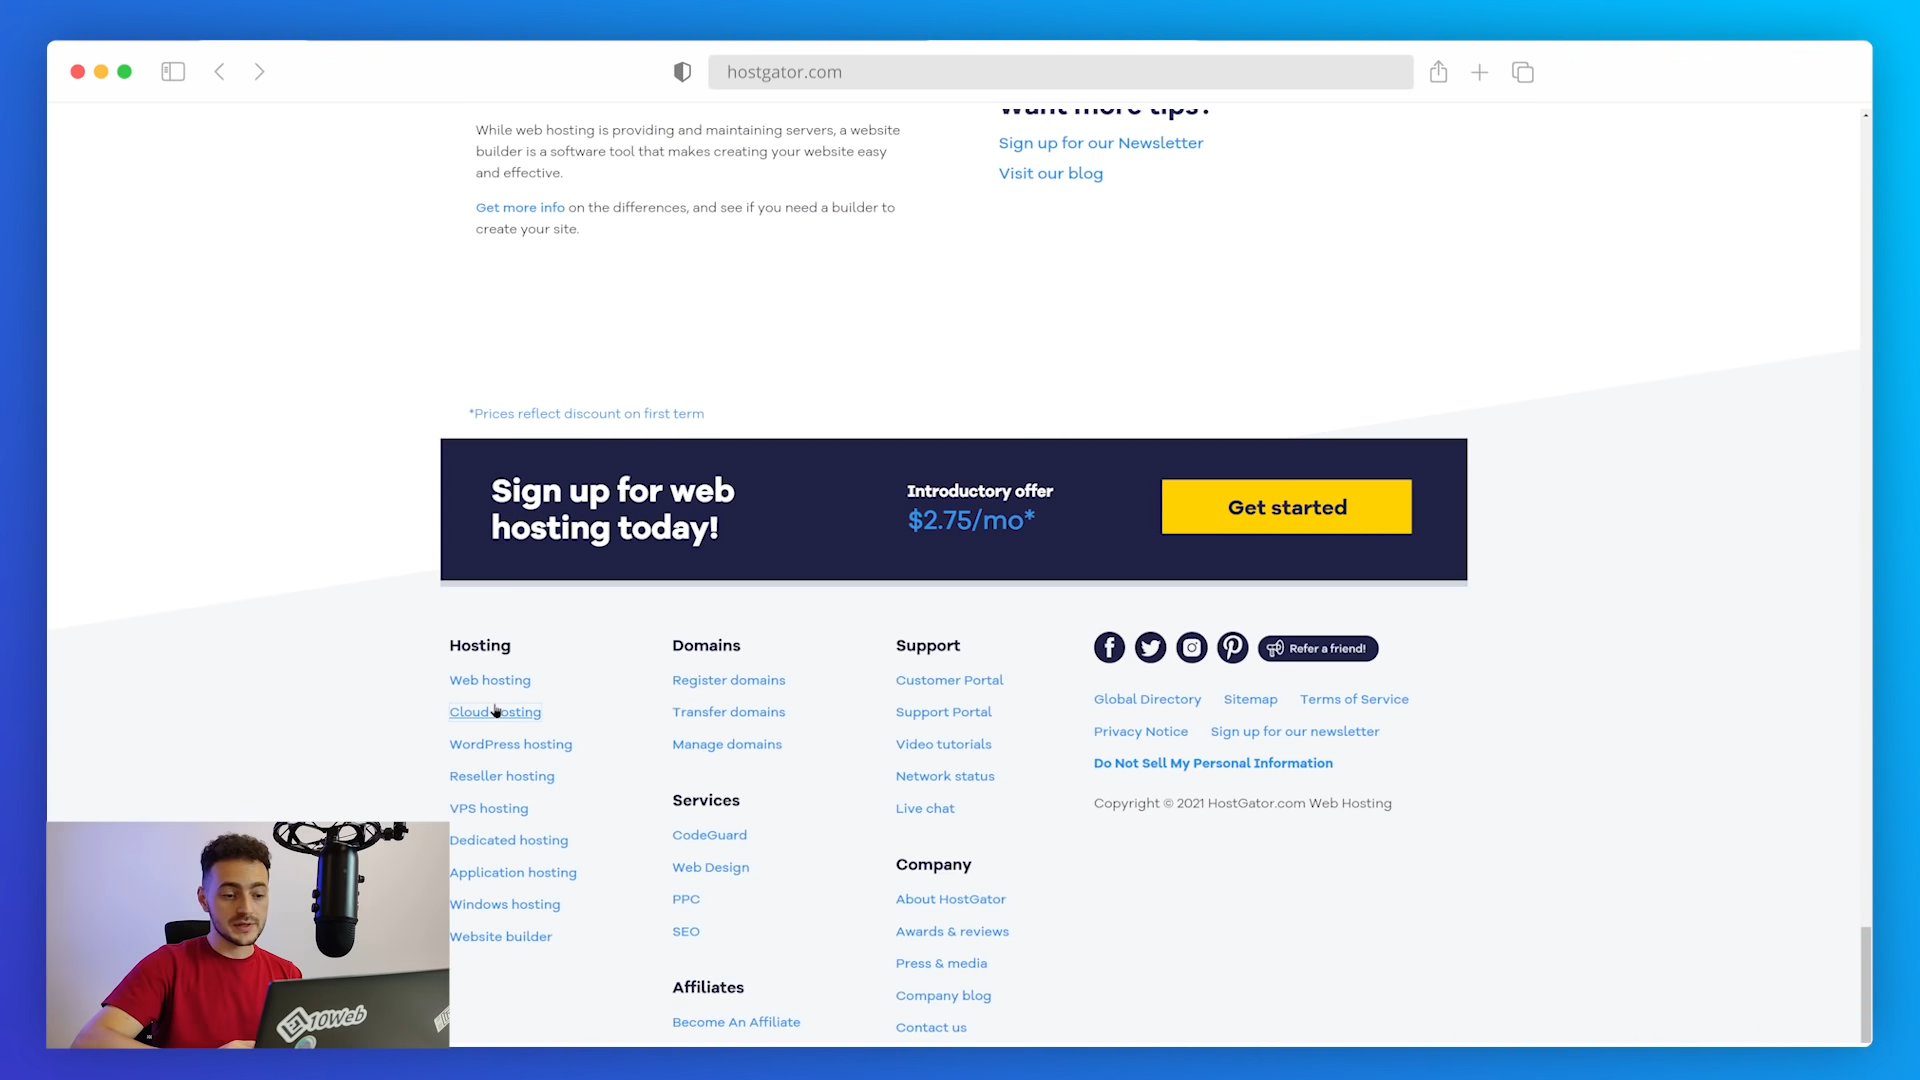 hostgator.com
Want more tips?
While web hosting is providing and maintaining servers, a website
builder is a software tool that makes creating your website easy
and effective.
Get more info on the differences, and see if you need a builder to
create your site.
Sign up for our Newsletter
Visit our blog
*Prices reflect discount on first term
Sign up for web
hosting today!
Introductory offer
$2.75/mo*
Get started
Hosting
Web hosting
Cloud hosting
WordPress hosting
Reseller hosting
VPS hosting
Dedicated hosting
Application hosting
Windows hosting
Website builder
Domains
Register domains
Transfer domains
Manage domains
Services
CodeGuard
Web Design
PPC
SEO
Affiliates
Become An Affiliate
Support
Customer Portal
Support Portal
Video tutorials
Network status
Live chat
Company
About HostGator
Awards & reviews
Press & media
Company blog
Contact us
Refer a friend!
Global Directory Sitemap Terms of Service
Privacy Notice Sign up for our newsletter
Do Not Sell My Personal Information
Copyright © 2021 HostGator.com Web Hosting
10Web